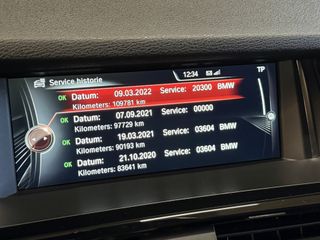 12:34
Service historie
TP
OK Datum: 09.03.2022 Service: 20300 BMW
Kilometers: 109781 km
OK Datum: 07.09.2021 Service: 00000
Kilometers: 97729 km
OK Datum: 19.03.2021 Service: 03604 BMW
Kilometers: 90193 km
OK Datum: 21.10.2020 Service: 03604 BMW
Kilometers: 83641 km